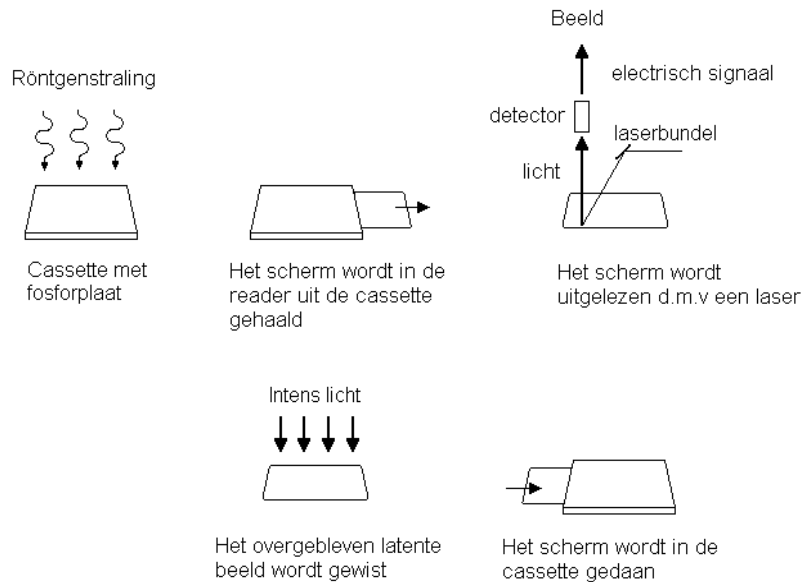 Röntgenstraling
Cassette met
fosforplaat
Het scherm wordt in de
reader uit de cassette
gehaald
Beeld
electrisch signaal
detector
laserbundel
licht
Het scherm wordt
uitgelezen d.m.v een laser
Intens licht
Het overgebleven latente
beeld wordt gewist
Het scherm wordt in de
cassette gedaan